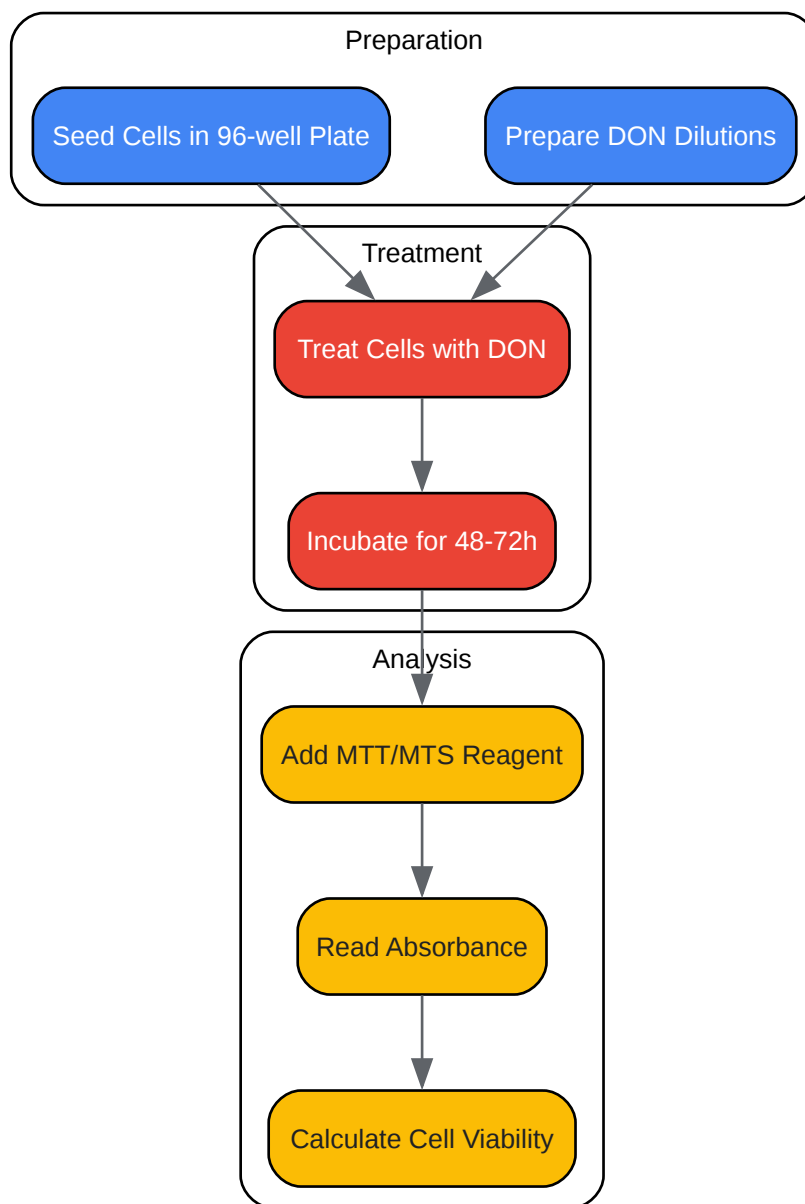 Preparation
Seed Cells in 96-well Plate
Prepare DON Dilutions
Treatment
Treat Cells with DON
Incubate for 48-72h
Analysis
Add MTT/MTS Reagent
Read Absorbance
Calculate Cell Viability